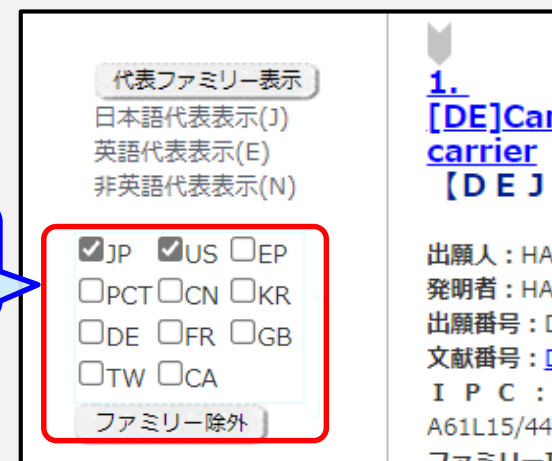 代表ファミリー表示
日本語代表表示(J)
英語代表表示(E)
非英語代表表示(N)
JP US EP
PCT CN KR
DE FR GB
TW CA
ファミリー除外
1.
[DE]Car
carrier
【ＤＥＪ
出願人：HA
発明者：HA
出願番号：D
文献番号：D
ＩＰＣ：
A61L15/44